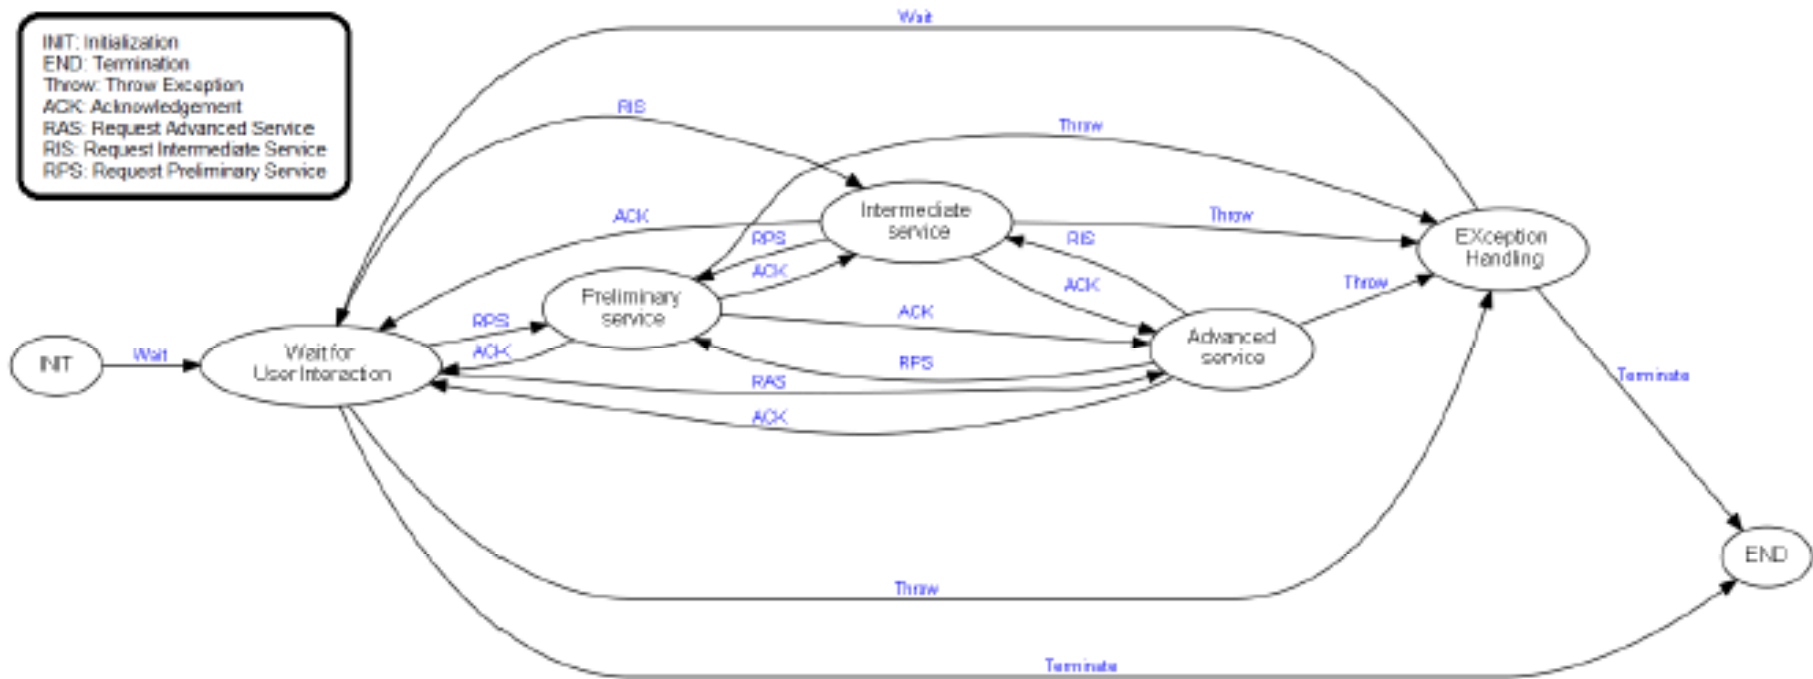 INIT: Initialization
END: Termination
Throw: Throw Exception
ACK: Acknowledgement
RAS: Request Advanced Service
RIS: Request Intermediate Service
RPS: Request Preliminary Service
Wait
RIS
Throw
Intermediate
service
ACK
Throw
RPS
RIS
EXception
Handling
ACK
Preliminary
service
ACK
Throw
RPS
ACK
Advanced
service
Wait for
User Interaction
INIT
Wait
ACK
RPS
RAS
Terminate
ACK
END
Throw
Terminate